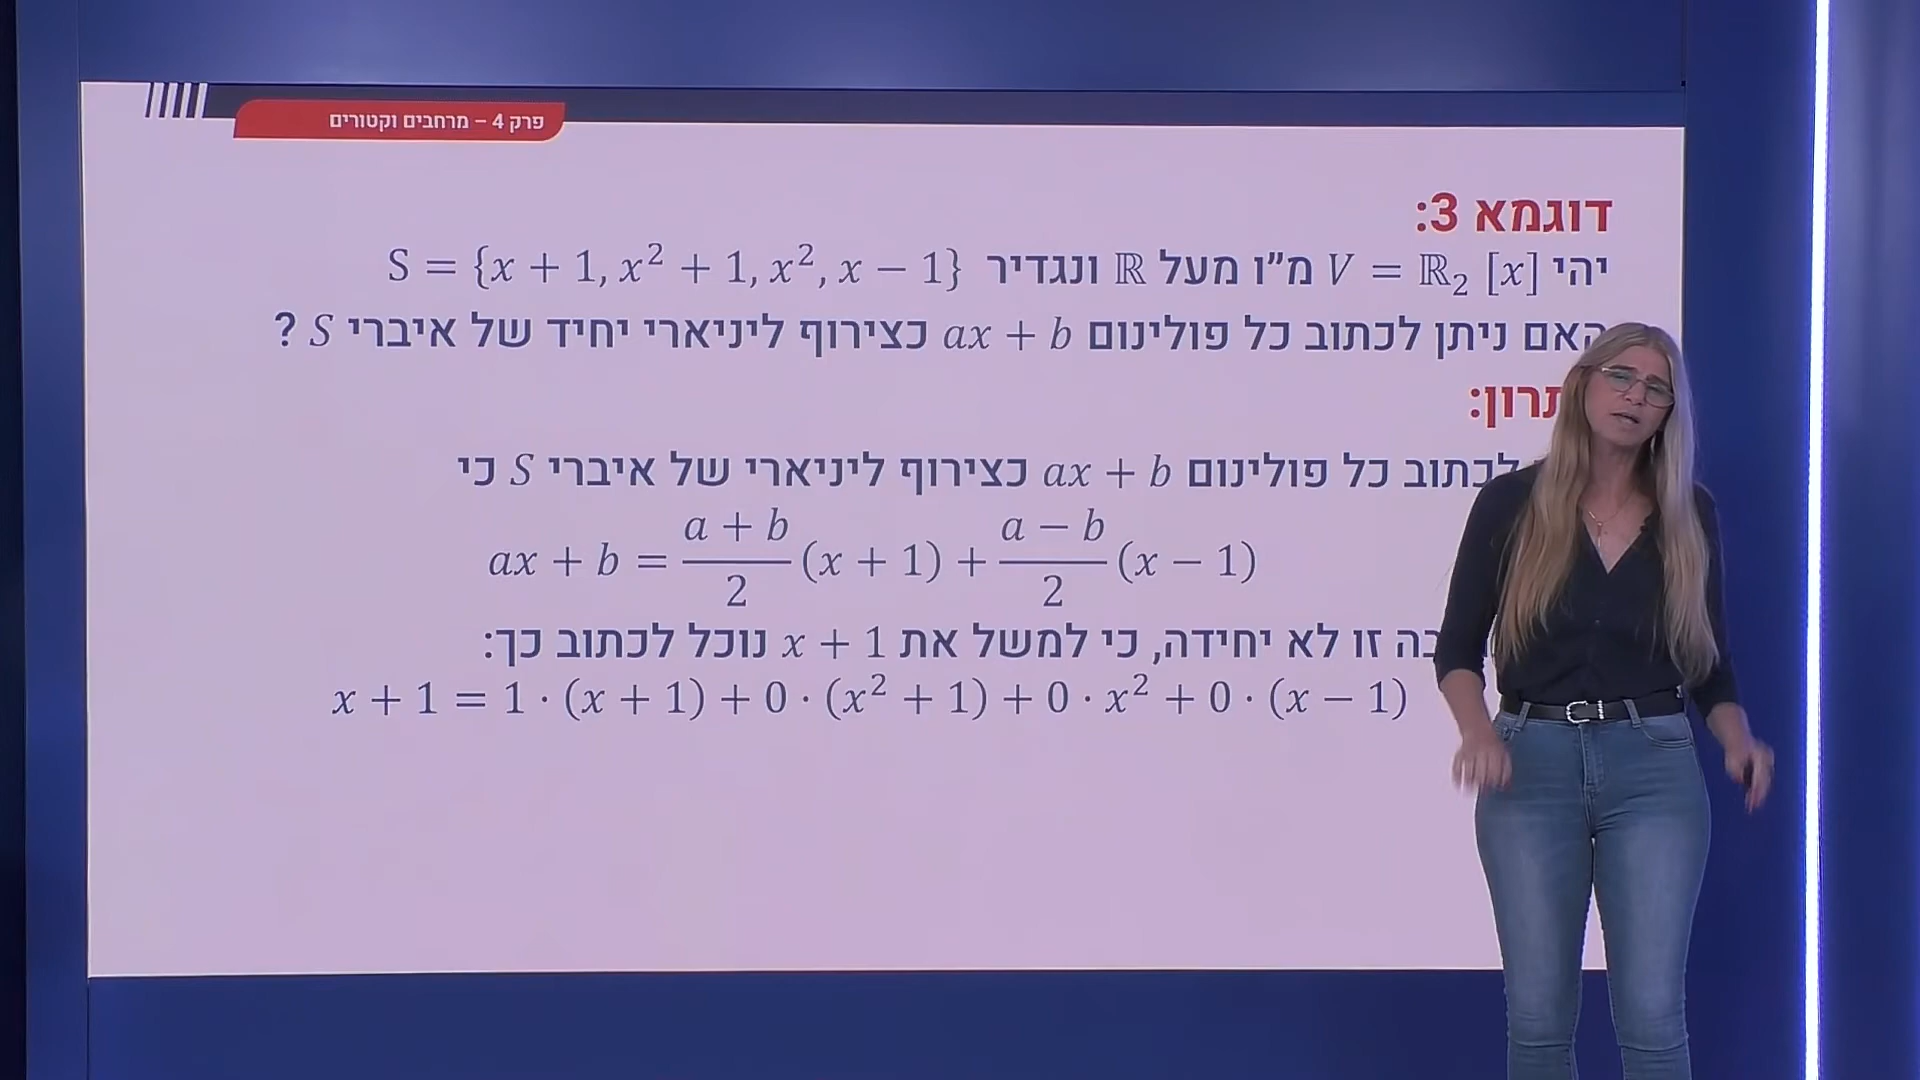 פרק 4 – מרחבים וקטורים
דוגמא 3:
יהי V = ℝ₂ [x] מ"ו מעל ℝ ונגדיר S = {x + 1, x² + 1, x², x − 1}
האם ניתן לכתוב כל פולינום ax + b כצירוף ליניארי יחיד של איברי S ?
תרון:
לכתוב כל פולינום ax + b כצירוף ליניארי של איברי S כי
ax + b = \frac{a + b}{2}(x + 1) + \frac{a − b}{2}(x − 1)
זו לא יחידה, כי למשל את x + 1 נוכל לכתוב כך:
x + 1 = 1 · (x + 1) + 0 · (x² + 1) + 0 · x² + 0 · (x − 1)